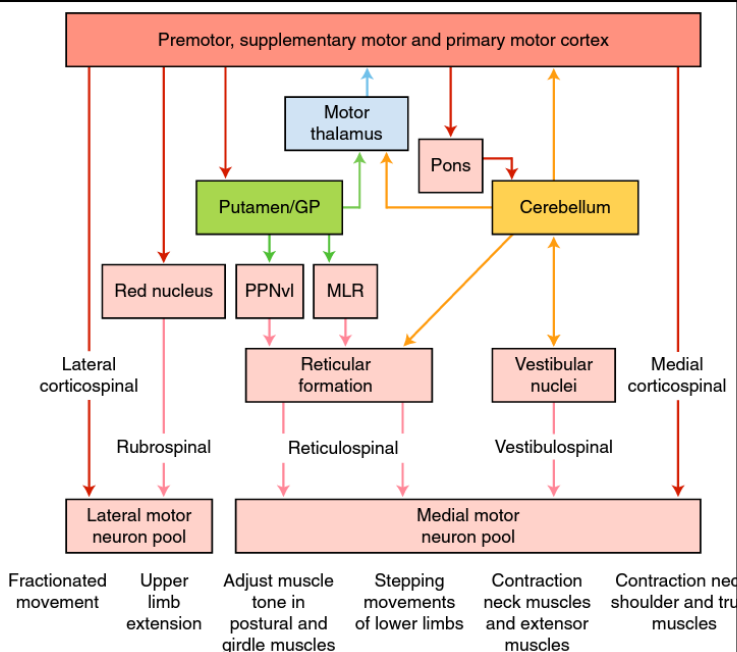 Premotor, supplementary motor and primary motor cortex
Motor
thalamus
Pons
Putamen/GP
Cerebellum
Red nucleus
PPNvl
MLR
Lateral
corticospinal
Reticular
formation
Vestibular
nuclei
Medial
corticospinal
Rubrospinal
Reticulospinal
Vestibulospinal
Lateral motor
neuron pool
Medial motor
neuron pool
Fractionated
movement
Upper
limb
extension
Adjust muscle
tone in
postural and
girdle muscles
Stepping
movements
of lower limbs
Contraction
neck muscles
and extensor
muscles
Contraction
shoulder and
muscles